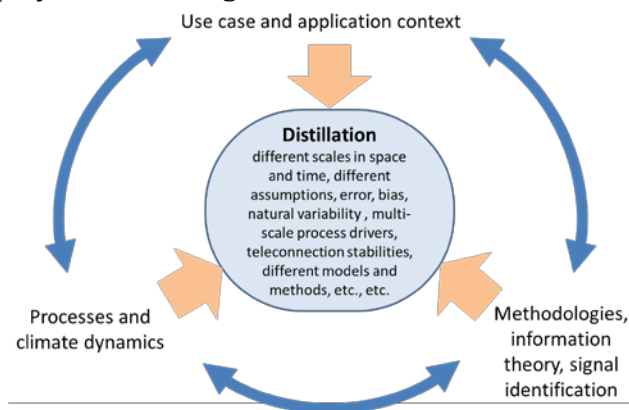 Use case and application context
Distillation
different scales in space
and time, different
assumptions, error, bias,
natural variability , multi-
scale process drivers,
teleconnection stabilities,
different models and
methods, etc., etc.
Processes and
climate dynamics
Methodologies,
information
theory, signal
identification